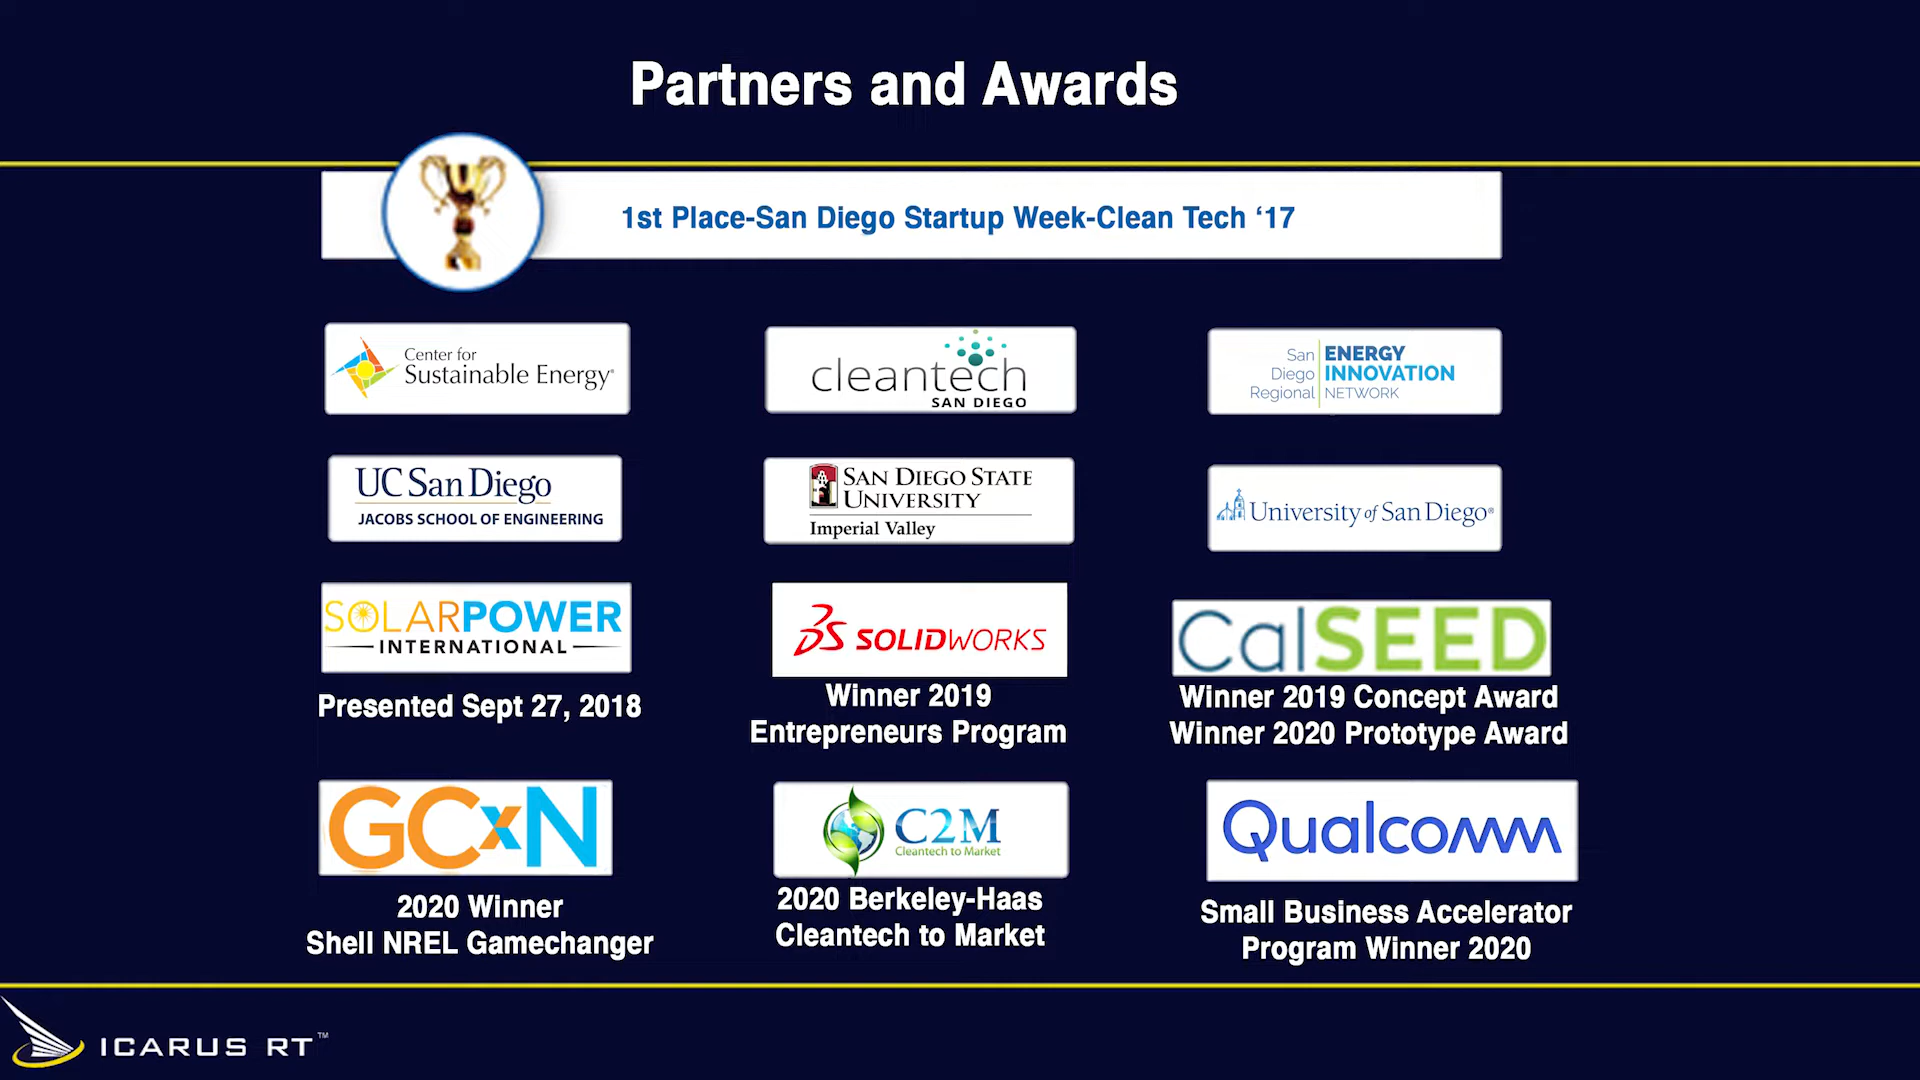 Partners and Awards
1st Place-San Diego Startup Week-Clean Tech ‘17
Center for
Sustainable Energy®
cleantech
SAN DIEGO
San
Diego
Regional
ENERGY
INNOVATION
NETWORK
UC San Diego
JACOBS SCHOOL OF ENGINEERING
SAN DIEGO STATE
UNIVERSITY
Imperial Valley
University of San Diego®
SOLARPOWER
INTERNATIONAL
Presented Sept 27, 2018
DS SOLIDWORKS
Winner 2019
Entrepreneurs Program
CalSEED
Winner 2019 Concept Award
Winner 2020 Prototype Award
GCxN
2020 Winner
Shell NREL Gamechanger
C2M
Cleantech to Market
2020 Berkeley-Haas
Cleantech to Market
Qualcomm
Small Business Accelerator
Program Winner 2020
ICARUS RT™